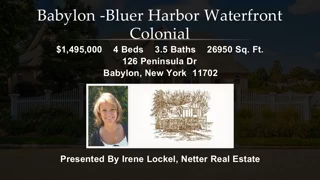 Babylon -Bluer Harbor Waterfront
Colonial
$1,495,000 4 Beds 3.5 Baths 26950 Sq. Ft.
126 Peninsula Dr
Babylon, New York 11702
Presented By Irene Lockel, Netter Real Estate